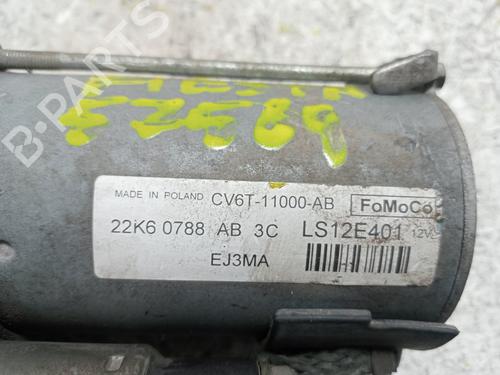 B-PARTS
MADE IN POLAND CV6T-11000-AB FoMoCo
22K6 0788 AB 3C LS12E401 12V
EJ3MA